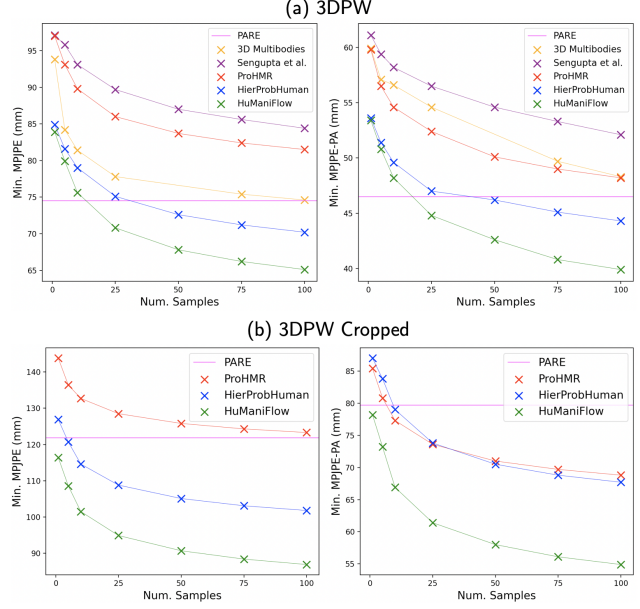 (a) 3DPW
PARE
3D Multibodies
Sengupta et al.
ProHMR
HierProbHuman
HuManiFlow
Min. MPJPE (mm)
95
90
85
80
75
70
65
0
25
50
75
100
Num. Samples
PARE
3D Multibodies
Sengupta et al.
ProHMR
HierProbHuman
HuManiFlow
Min. MPJPE-PA (mm)
60
55
50
45
40
0
25
50
75
100
Num. Samples
(b) 3DPW Cropped
PARE
ProHMR
HierProbHuman
HuManiFlow
Min. MPJPE (mm)
140
130
120
110
100
90
0
25
50
75
100
Num. Samples
PARE
ProHMR
HierProbHuman
HuManiFlow
Min. MPJPE-PA (mm)
85
80
75
70
65
60
55
0
25
50
75
100
Num. Samples